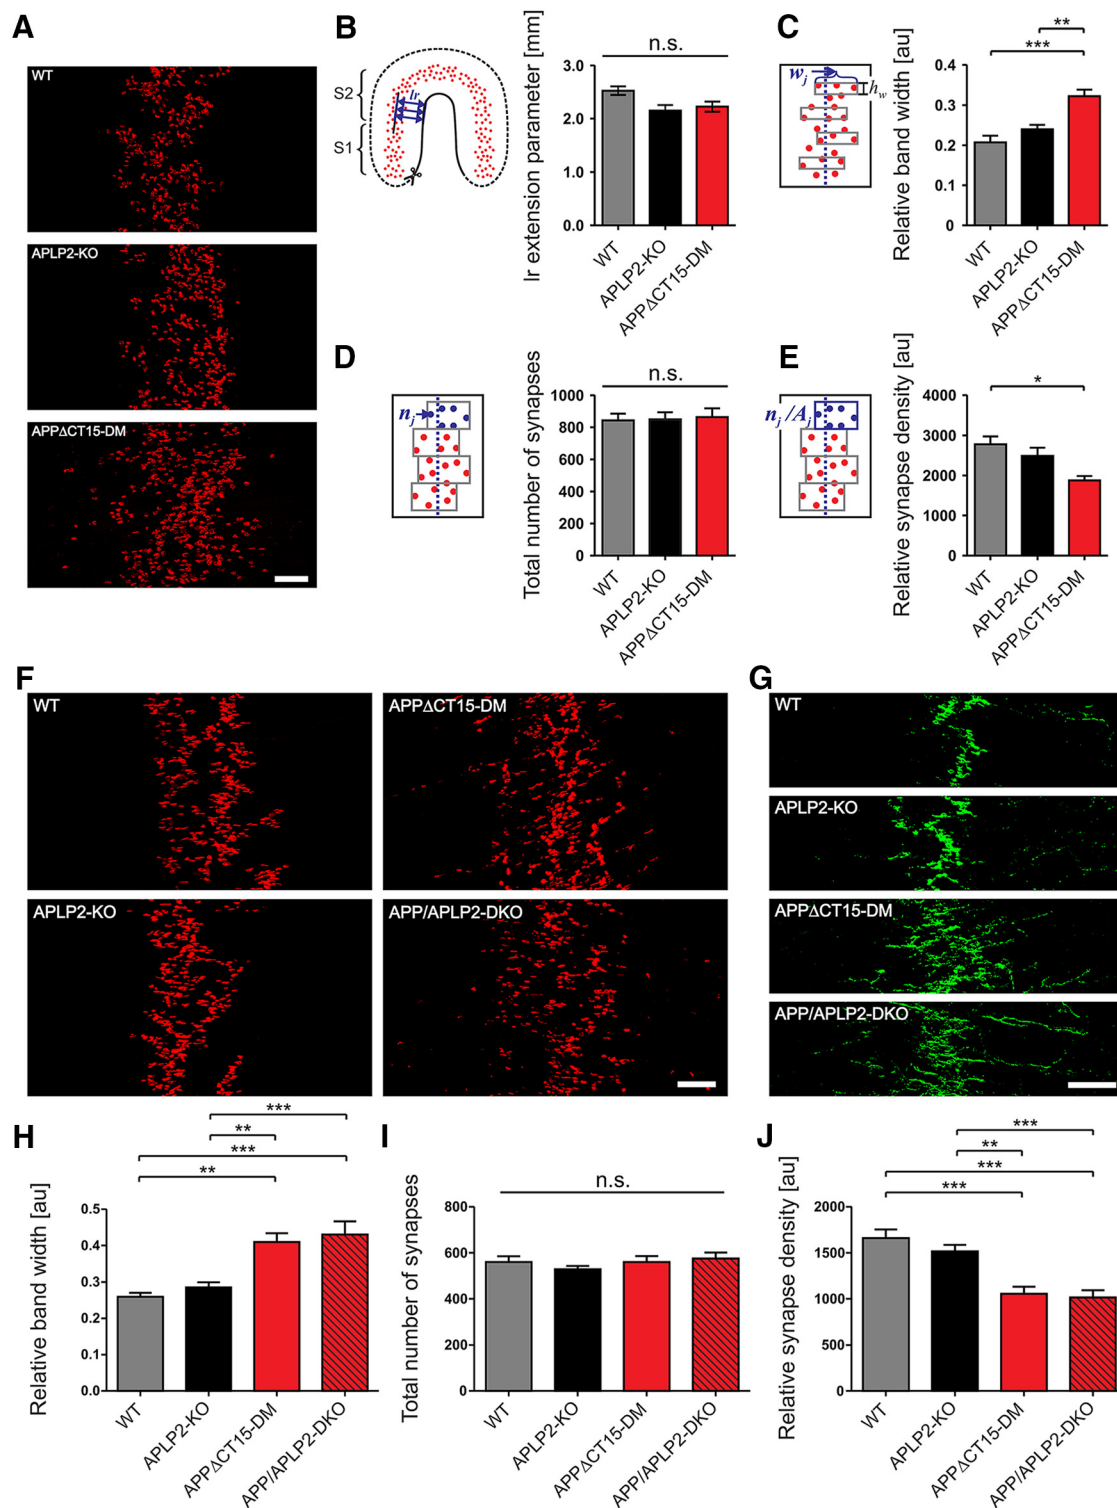 A
WT
APLP2-KO
APPΔCT15-DM
B
S2
S1
lr
n.s.
lr extension parameter [mm]
3.0
2.0
1.0
0.0
WT
APLP2-KO
APPΔCT15-DM
C
wj
hw
**
***
Relative band width [au]
0.4
0.3
0.2
0.1
0
WT
APLP2-KO
APPΔCT15-DM
D
nj
n.s.
Total number of synapses
1000
800
600
400
200
0
WT
APLP2-KO
APPΔCT15-DM
E
nj/Aj
*
Relative synapse density [au]
4000
3000
2000
1000
0
WT
APLP2-KO
APPΔCT15-DM
F
WT
APPΔCT15-DM
APLP2-KO
APP/APLP2-DKO
G
WT
APLP2-KO
APPΔCT15-DM
APP/APLP2-DKO
H
***
**
***
**
Relative band width [au]
0.5
0.4
0.3
0.2
0.1
0.0
WT
APLP2-KO
APPΔCT15-DM
APP/APLP2-DKO
I
n.s.
Total number of synapses
800
600
400
200
0
WT
APLP2-KO
APPΔCT15-DM
APP/APLP2-DKO
J
***
**
***
***
Relative synapse density [au]
2000
1500
1000
500
0
WT
APLP2-KO
APPΔCT15-DM
APP/APLP2-DKO